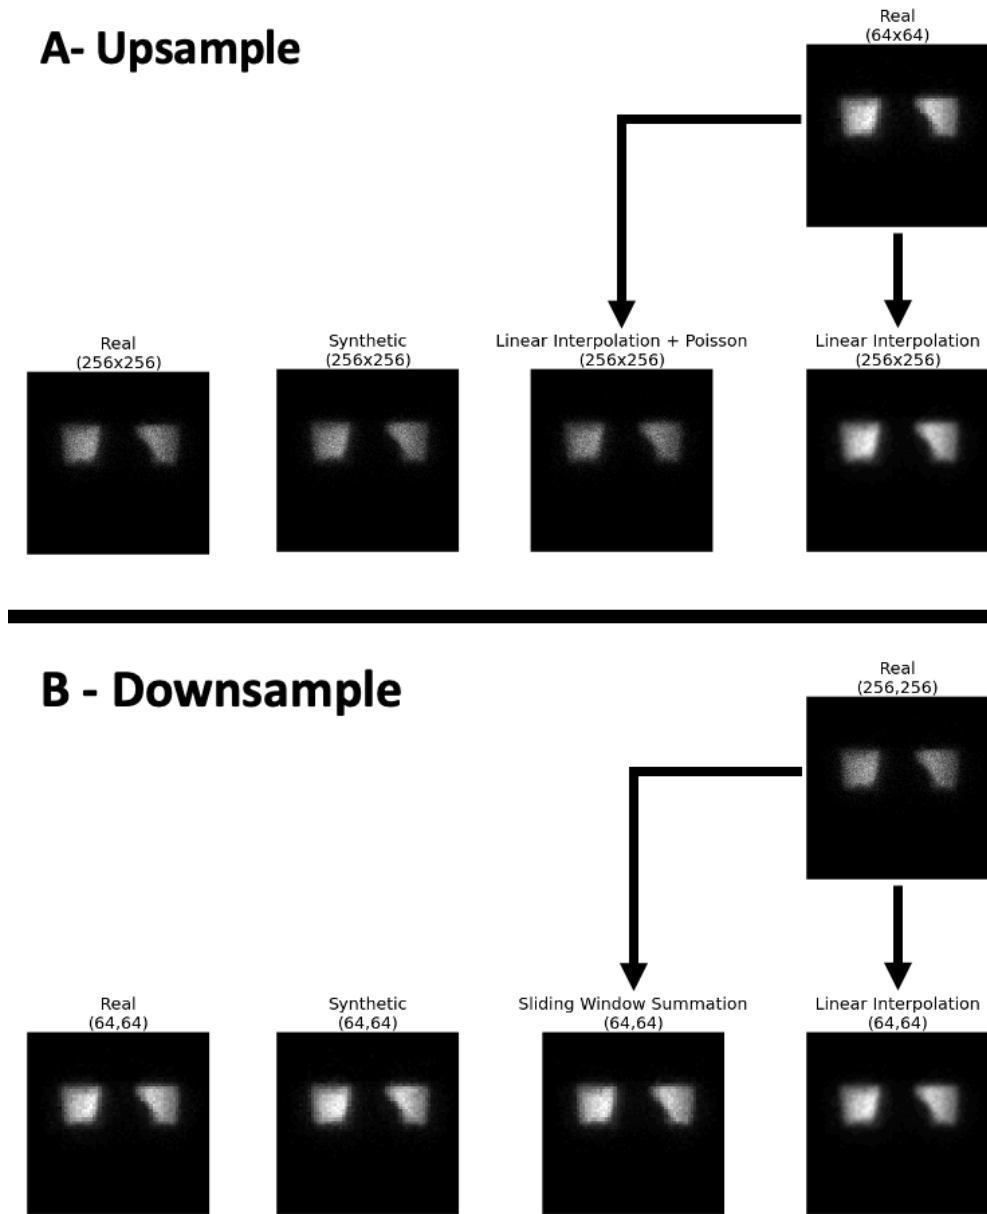 A- Upsample
Real
(64x64)
Real
(256x256)
Synthetic
(256x256)
Linear Interpolation + Poisson
(256x256)
Linear Interpolation
(256x256)
B - Downsample
Real
(256,256)
Real
(64,64)
Synthetic
(64,64)
Sliding Window Summation
(64,64)
Linear Interpolation
(64,64)